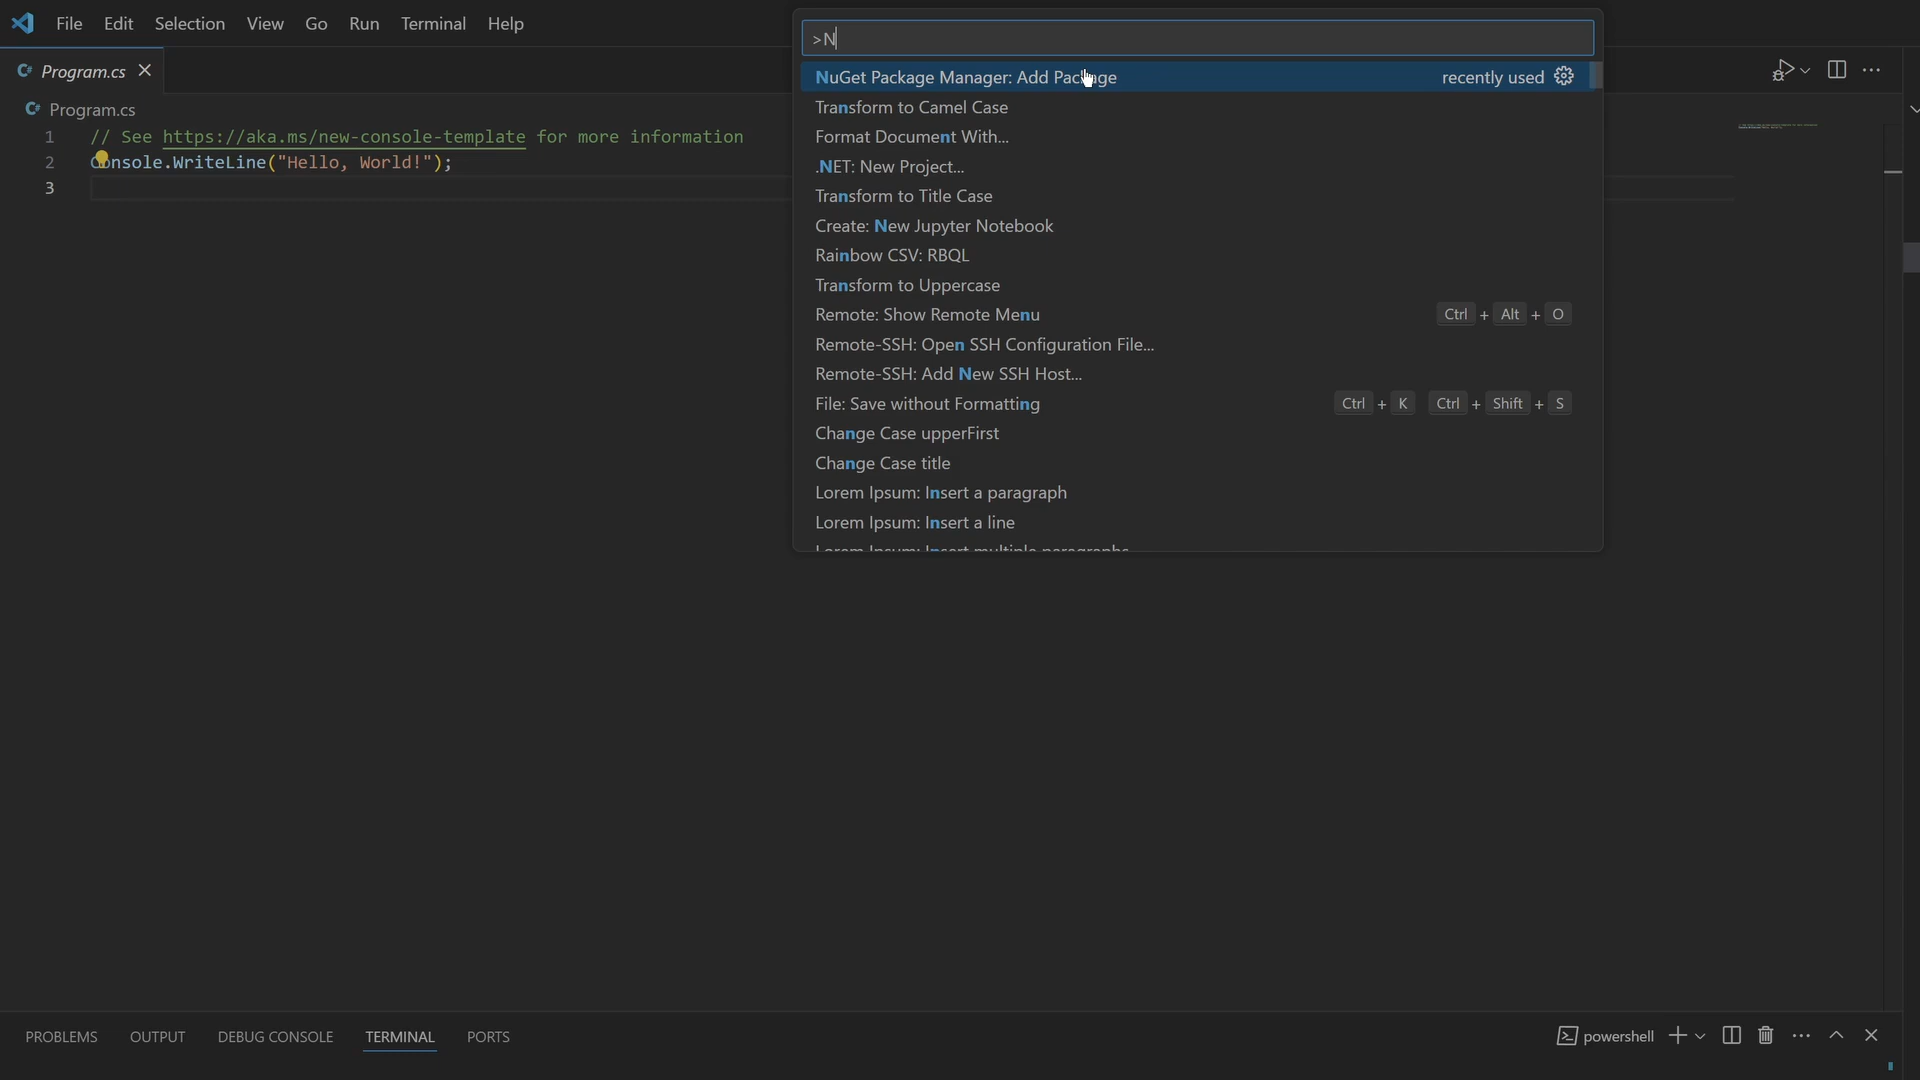 File Edit Selection View Go Run Terminal Help
>N
Program.cs
Program.cs
1 // See https://aka.ms/new-console-template for more information
2 Console.WriteLine("Hello, World!");
3
NuGet Package Manager: Add Package recently used
Transform to Camel Case
Format Document With...
.NET: New Project...
Transform to Title Case
Create: New Jupyter Notebook
Rainbow CSV: RBQL
Transform to Uppercase
Remote: Show Remote Menu Ctrl + Alt + O
Remote-SSH: Open SSH Configuration File...
Remote-SSH: Add New SSH Host...
File: Save without Formatting Ctrl + K Ctrl + Shift + S
Change Case upperFirst
Change Case title
Lorem Ipsum: Insert a paragraph
Lorem Ipsum: Insert a line
Lorem Ipsum: Insert multiple paragraphs
PROBLEMS OUTPUT DEBUG CONSOLE TERMINAL PORTS powershell